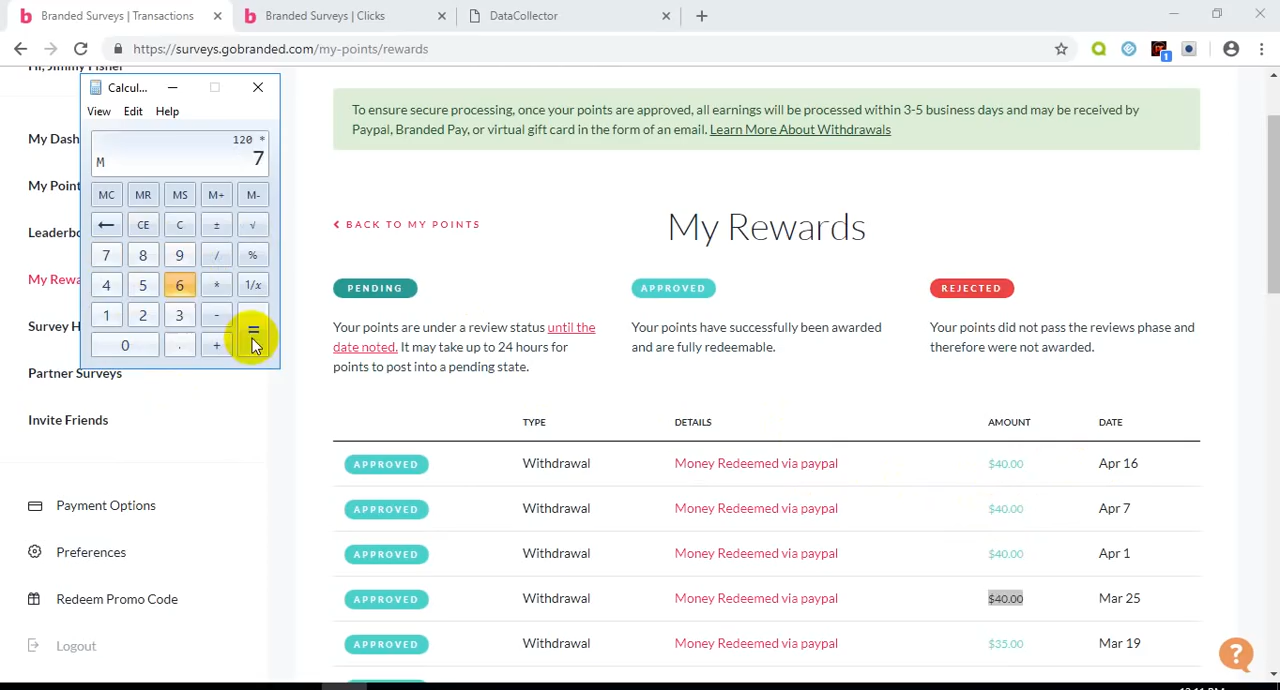 Branded Surveys | Transactions
Branded Surveys | Clicks
DataCollector
https://surveys.gobranded.com/my-points/rewards
1
Hi, Jimmy Fisher
My Dash
My Point
Leaderbo
My Rewa
Survey H
Partner Surveys
Invite Friends
Payment Options
Preferences
Redeem Promo Code
Logout
Calcul...
View Edit Help
120 *
M 7
MC MR MS M+ M-
← CE C ± √
7 8 9 / %
4 5 6 * 1/x
1 2 3 - =
0 . +
To ensure secure processing, once your points are approved, all earnings will be processed within 3-5 business days and may be received by
Paypal, Branded Pay, or virtual gift card in the form of an email. Learn More About Withdrawals
BACK TO MY POINTS
My Rewards
PENDING
Your points are under a review status until the
date noted. It may take up to 24 hours for
points to post into a pending state.
APPROVED
Your points have successfully been awarded
and are fully redeemable.
REJECTED
Your points did not pass the reviews phase and
therefore were not awarded.
TYPE DETAILS AMOUNT DATE
APPROVED Withdrawal Money Redeemed via paypal $40.00 Apr 16
APPROVED Withdrawal Money Redeemed via paypal $40.00 Apr 7
APPROVED Withdrawal Money Redeemed via paypal $40.00 Apr 1
APPROVED Withdrawal Money Redeemed via paypal $40.00 Mar 25
APPROVED Withdrawal Money Redeemed via paypal $35.00 Mar 19
?